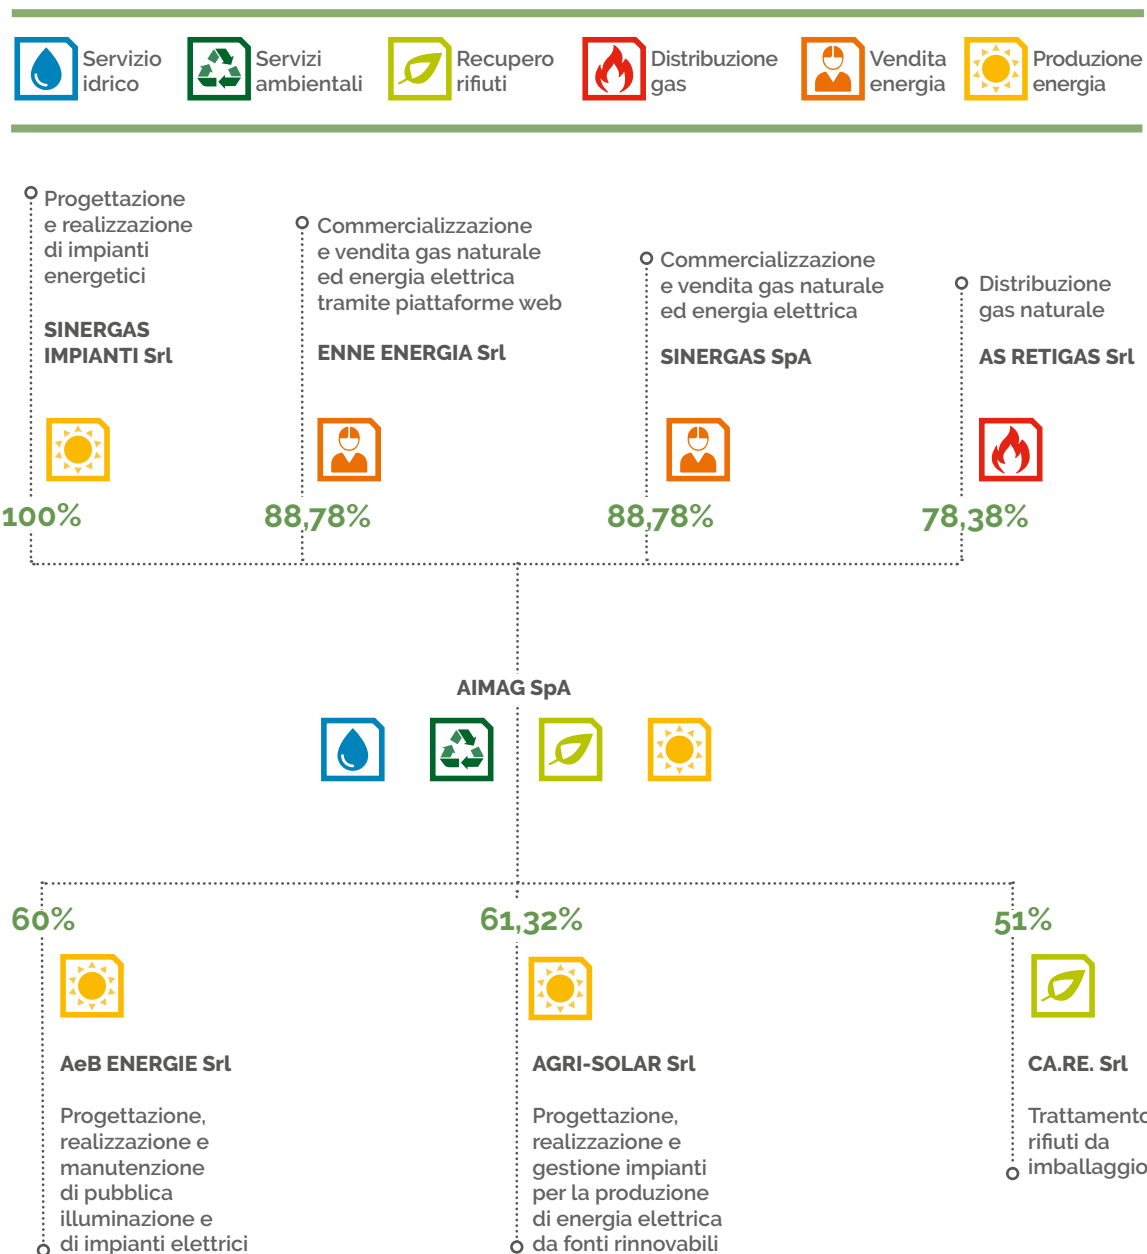 Servizio
idrico
Servizi
ambientali
Recupero
rifiuti
Distribuzione
gas
Vendita
energia
Produzione
energia
Progettazione
e realizzazione
di impianti
energetici
SINERGAS
IMPIANTI Srl
100%
Commercializzazione
e vendita gas naturale
ed energia elettrica
tramite piattaforme web
ENNE ENERGIA Srl
88,78%
Commercializzazione
e vendita gas naturale
ed energia elettrica
SINERGAS SpA
88,78%
Distribuzione
gas naturale
AS RETIGAS Srl
78,38%
AIMAG SpA
60%
AeB ENERGIE Srl
Progettazione,
realizzazione e
manutenzione
di pubblica
illuminazione e
di impianti elettrici
61,32%
AGRI-SOLAR Srl
Progettazione,
realizzazione e
gestione impianti
per la produzione
di energia elettrica
da fonti rinnovabili
51%
CA.RE. Srl
Trattamento
rifiuti da
imballaggio